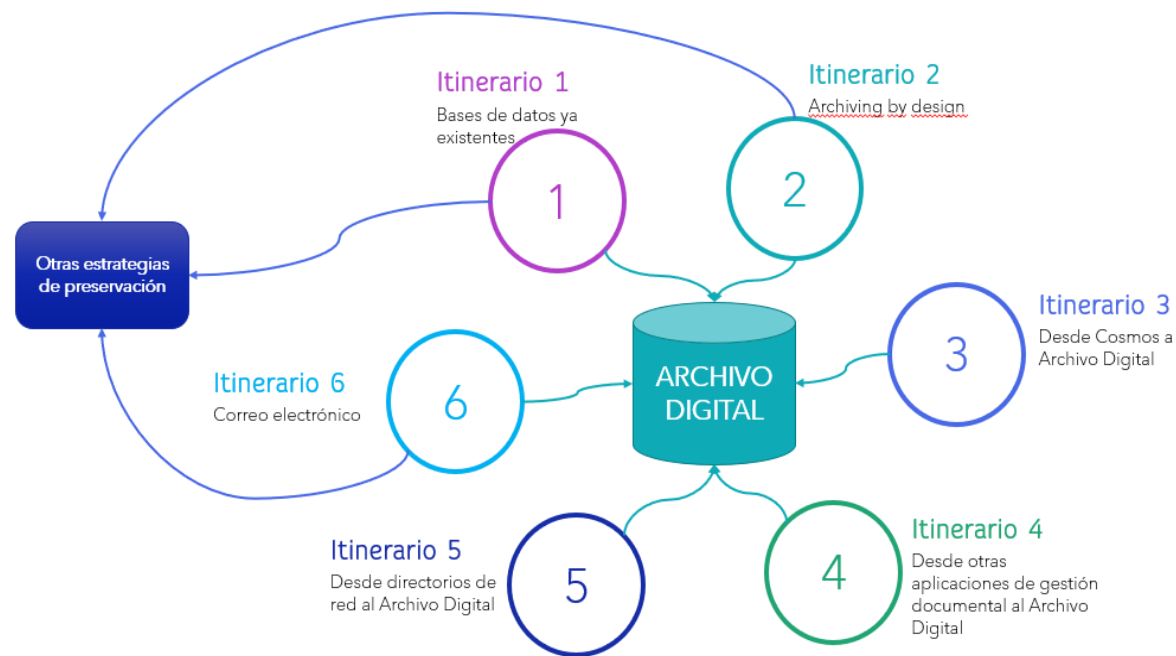 Itinerario 1
Bases de datos ya
existentes
1
Itinerario 2
Archiving by design
2
Otras estrategias
de preservación
Itinerario 3
Desde Cosmos a
Archivo Digital
3
ARCHIVO
DIGITAL
Itinerario 6
Correo electrónico
6
Itinerario 5
Desde directorios de
red al Archivo Digital
5
Itinerario 4
Desde otras
aplicaciones de gestión
documental al Archivo
Digital
4